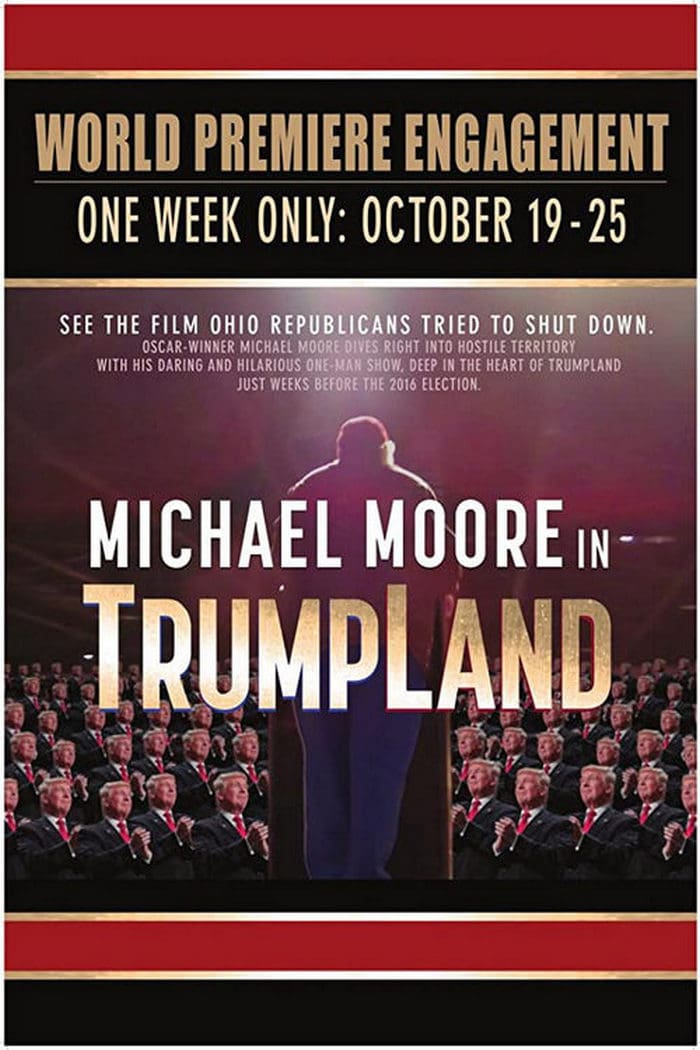 WORLD PREMIERE ENGAGEMENT
ONE WEEK ONLY: OCTOBER 19-25
SEE THE FILM OHIO REPUBLICANS TRIED TO SHUT DOWN.
OSCAR-WINNER MICHAEL MOORE DIVES RIGHT INTO HOSTILE TERRITORY
WITH HIS DARING AND HILARIOUS ONE-MAN SHOW, DEEP IN THE HEART OF TRUMPLAND
JUST WEEKS BEFORE THE 2016 ELECTION.
MICHAEL MOORE IN
TRUMPLAND